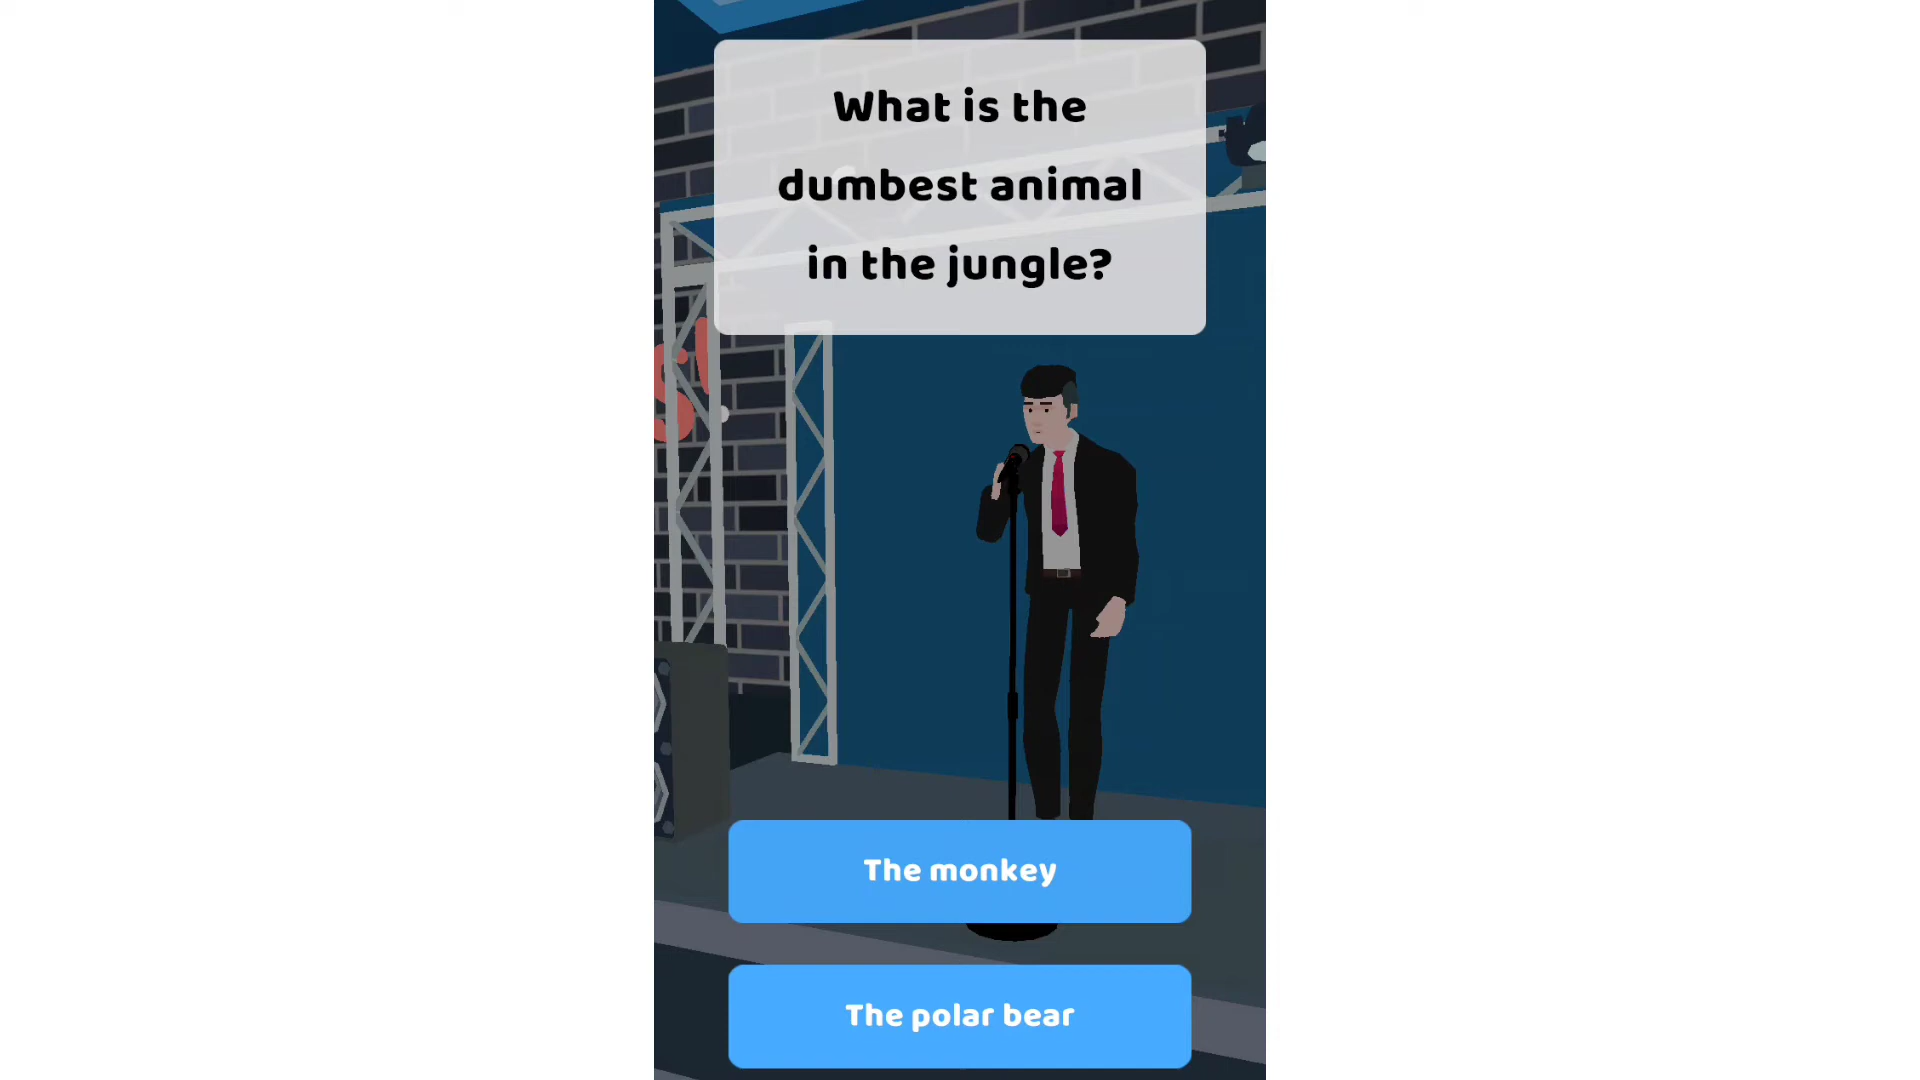 What is the
dumbest animal
in the jungle?
The monkey
The polar bear